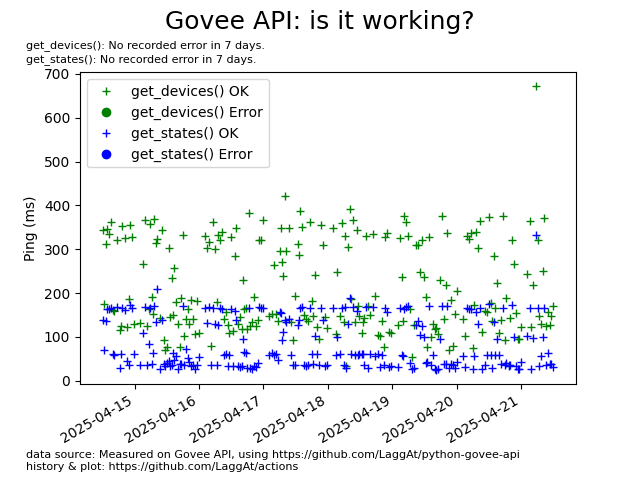 Govee API: is it working?
get_devices(): No recorded error in 7 days.
get_states(): No recorded error in 7 days.
700
600
500
400
300
200
100
0
Ping (ms)
get_devices() OK
get_devices() Error
get_states() OK
get_states() Error
2025-04-15
2025-04-16
2025-04-17
2025-04-18
2025-04-19
2025-04-20
2025-04-21
data source: Measured on Govee API, using https://github.com/LaggAt/python-govee-api
history & plot: https://github.com/LaggAt/actions